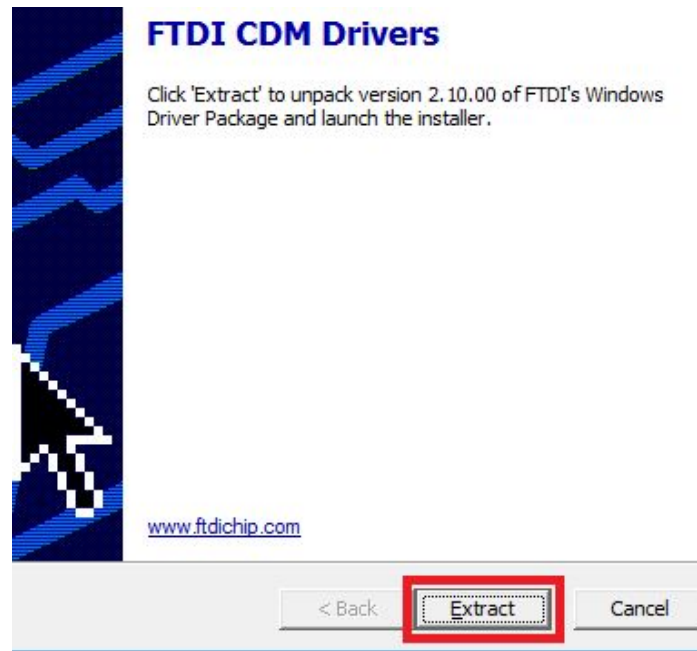 FTDI CDM Drivers
Click 'Extract' to unpack version 2.10.00 of FTDI's Windows
Driver Package and launch the installer.
www.ftdichip.com
< Back Extract Cancel